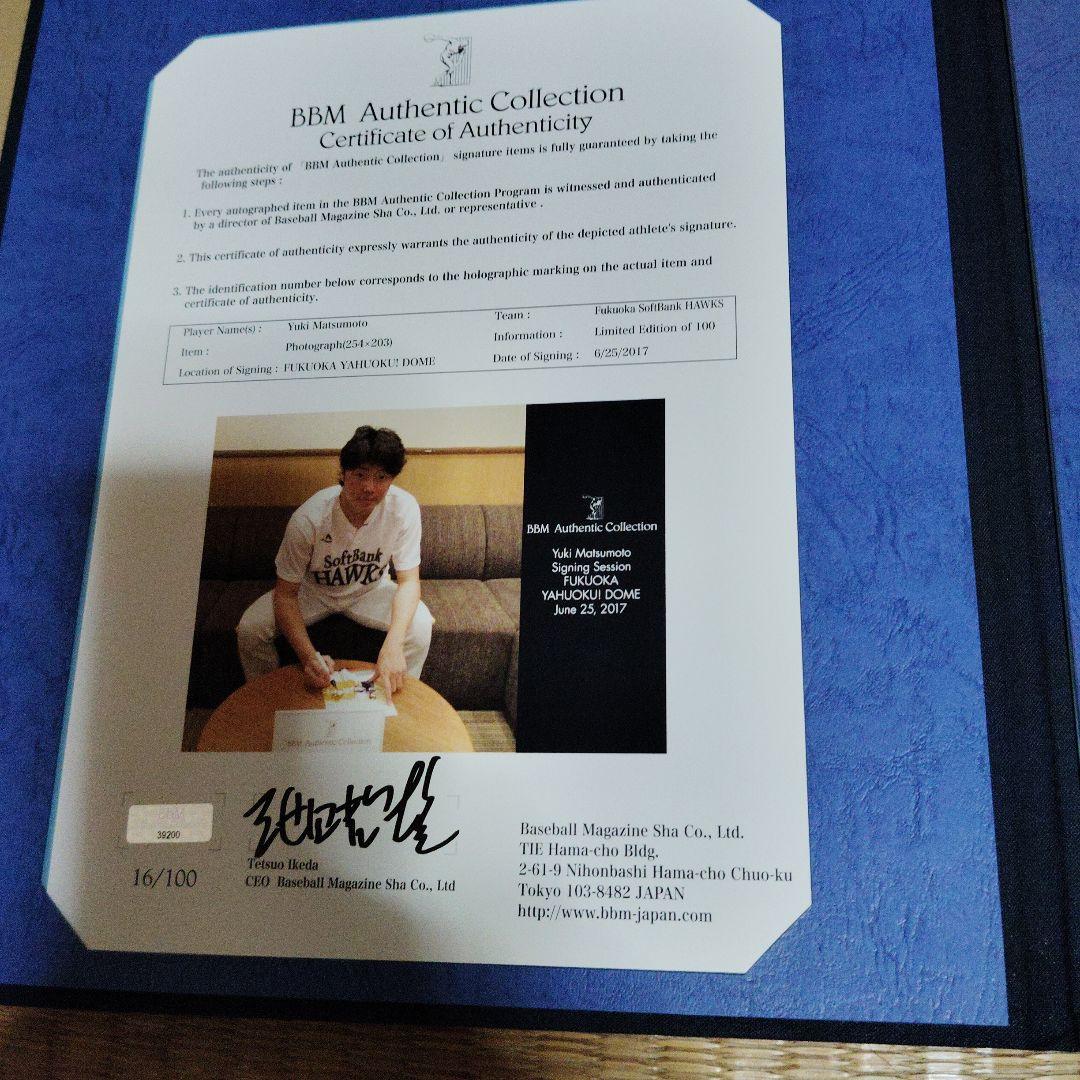 BBM Authentic Collection
Certificate of Authenticity
The authenticity of「BBM Authentic Collection」 signature items is fully guaranteed by taking the
following steps :
1. Every autographed item in the BBM Authentic Collection Program is witnessed and authenticated
by a director of Baseball Magazine Sha Co., Ltd. or representative .
2. This certificate of authenticity expressly warrants the authenticity of the depicted athlete's signature.
3. The identification number below corresponds to the holographic marking on the actual item and
certificate of authenticity.
Player Name(s) : Yuki Matsumoto Team : Fukuoka SoftBank HAWKS
Item : Photograph(254×203) Information : Limited Edition of 100
Location of Signing : FUKUOKA YAHUOKU! DOME Date of Signing : 6/25/2017
SoftBank
HAWKS
BBM Authentic Collection
BBM Authentic Collection
Yuki Matsumoto
Signing Session
FUKUOKA
YAHUOKU! DOME
June 25, 2017
BBM
39200
16/100
Tetsuo Ikeda
CEO Baseball Magazine Sha Co., Ltd
Baseball Magazine Sha Co., Ltd.
TIE Hama-cho Bldg.
2-61-9 Nihonbashi Hama-cho Chuo-ku
Tokyo 103-8482 JAPAN
http://www.bbm-japan.com